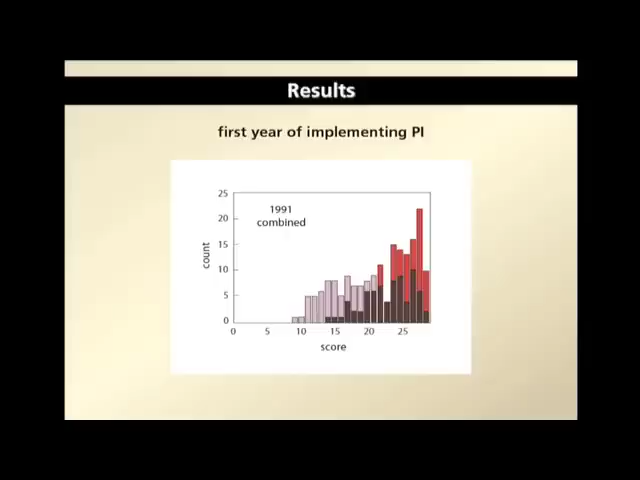 Results
first year of implementing PI
1991
combined
count
25
20
15
10
5
0
0 5 10 15 20 25
score